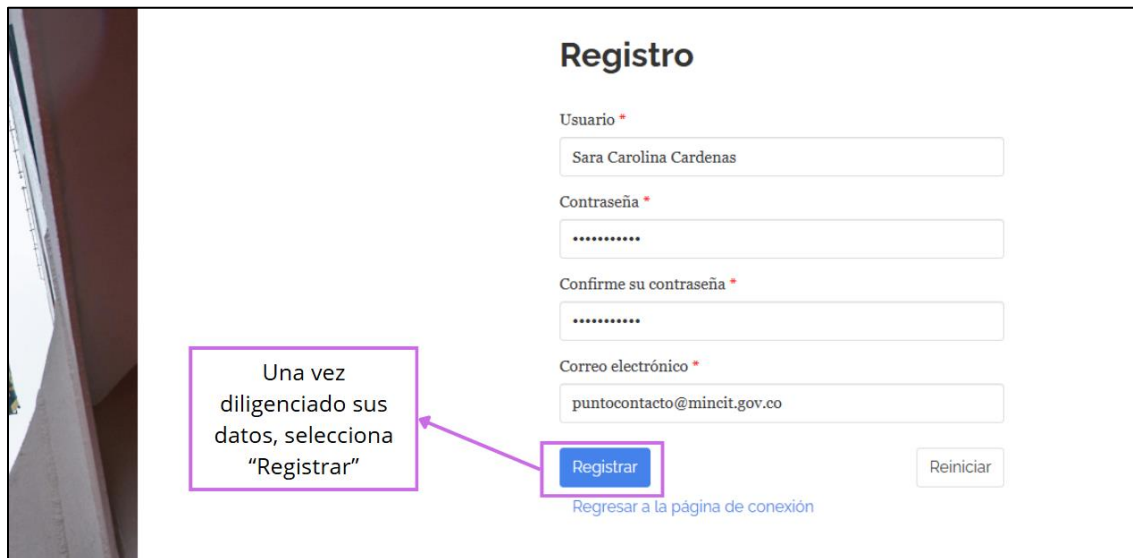 Registro
Usuario *
Sara Carolina Cardenas
Contraseña *
•••••••••••
Confirme su contraseña *
•••••••••••
Correo electrónico *
puntocontacto@mincit.gov.co
Una vez
diligenciado sus
datos, selecciona
“Registrar”
Registrar
Reiniciar
Regresar a la página de conexión